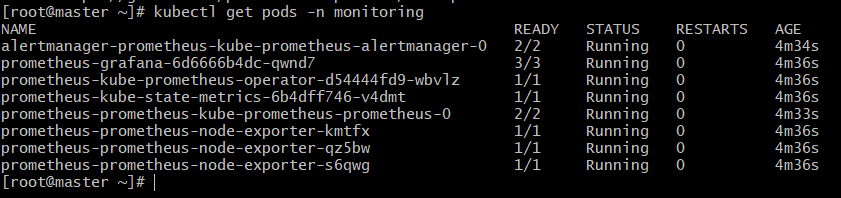 [root@master ~]# kubectl get pods -n monitoring
NAME READY STATUS RESTARTS AGE
alertmanager-prometheus-kube-prometheus-alertmanager-0 2/2 Running 0 4m34s
prometheus-grafana-6d6666b4dc-qwnd7 3/3 Running 0 4m36s
prometheus-kube-prometheus-operator-d54444fd9-wbvlz 1/1 Running 0 4m36s
prometheus-kube-state-metrics-6b4dff746-v4dmt 1/1 Running 0 4m36s
prometheus-prometheus-kube-prometheus-prometheus-0 2/2 Running 0 4m33s
prometheus-prometheus-node-exporter-kmtfx 1/1 Running 0 4m36s
prometheus-prometheus-node-exporter-qz5bw 1/1 Running 0 4m36s
prometheus-prometheus-node-exporter-s6qwg 1/1 Running 0 4m36s
[root@master ~]#